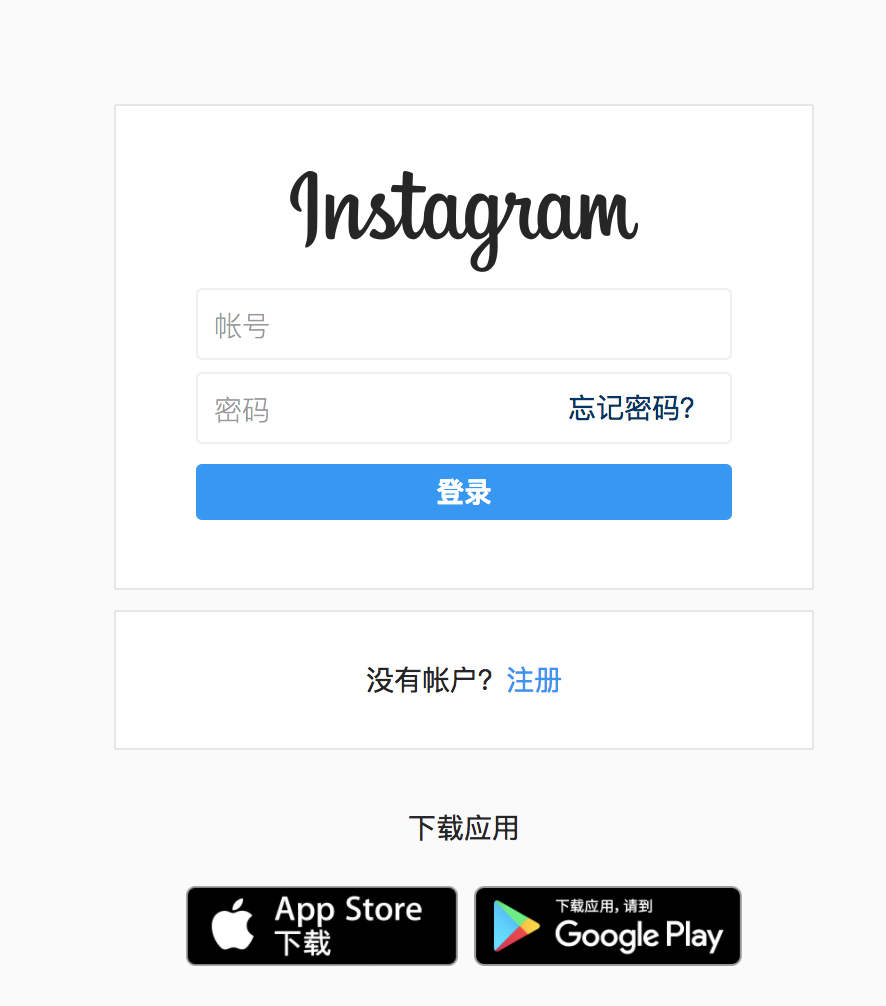 Instagram
帐号
密码 忘记密码?
登录
没有帐户? 注册
下载应用
App Store
下载
下载应用, 请到
Google Play